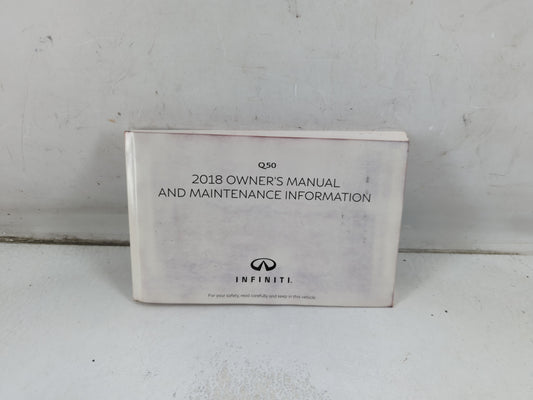 Q50
2018 OWNER'S MANUAL
AND MAINTENANCE INFORMATION
INFINITI.
For your safety, read carefully and keep in this vehicle.